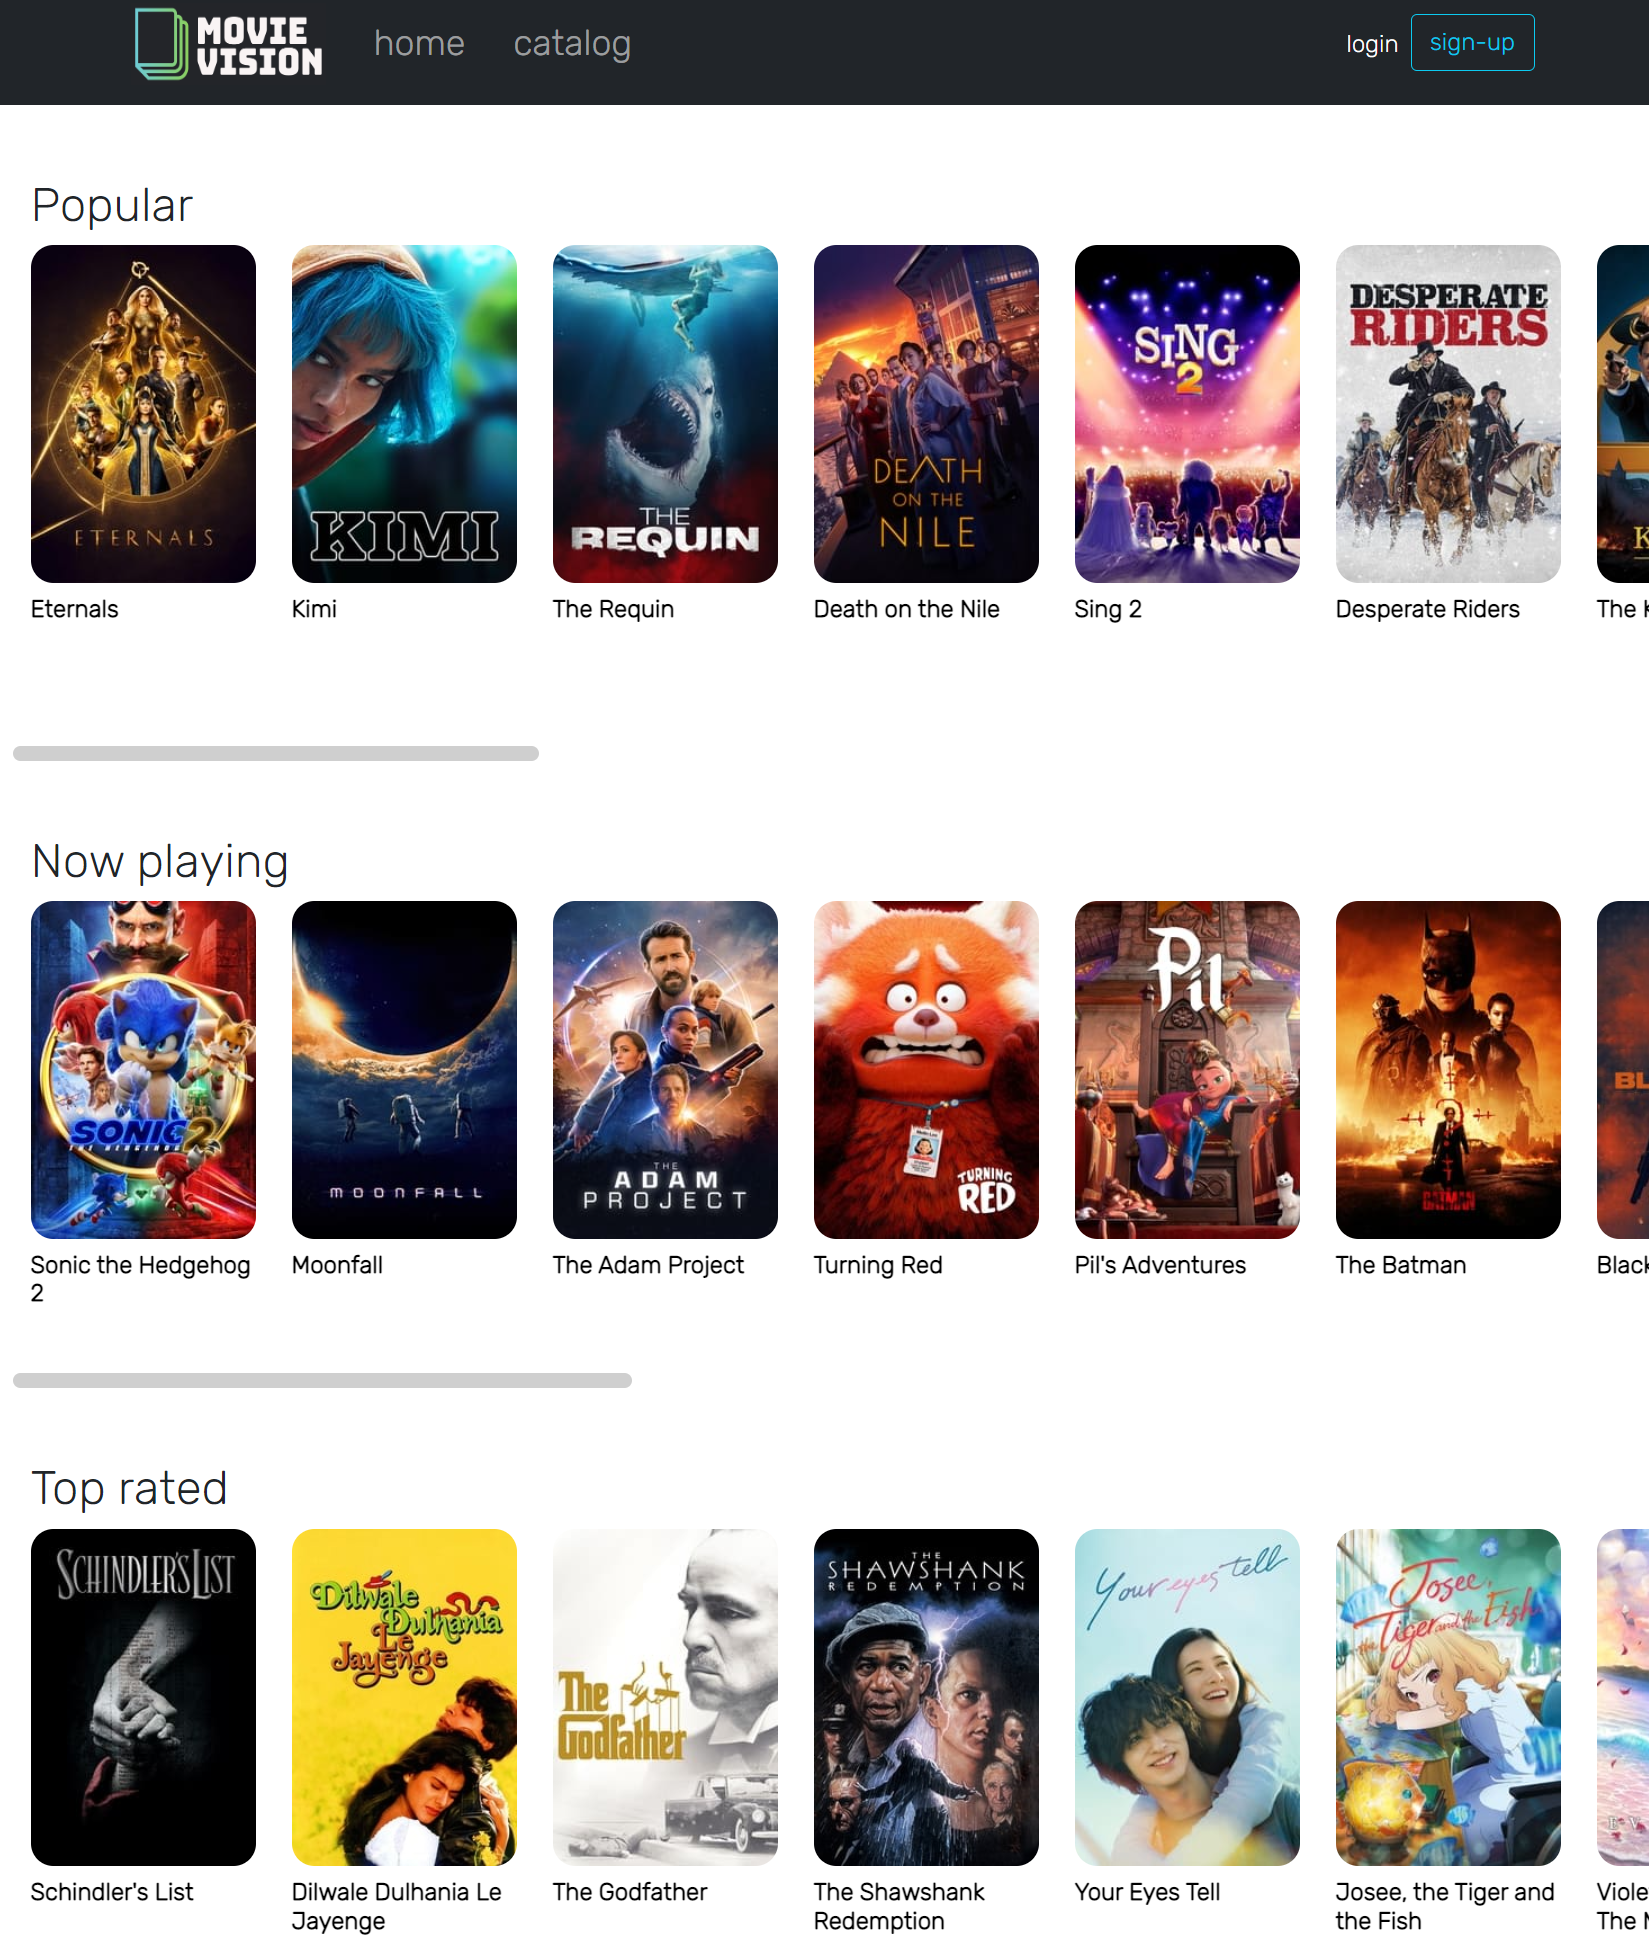 MOVIE
VISION
home
catalog
login
sign-up
Popular
ETERNALS
KIMI
THE
REQUIN
DEATH
ON THE
NILE
SING
2
DESPERATE
RIDERS
K
Eternals
Kimi
The Requin
Death on the Nile
Sing 2
Desperate Riders
The K
Now playing
SONIC 2
THE HEDGEHOG
MOONFALL
THE
ADAM
PROJECT
TURNING
RED
Pil
THE
BATMAN
BL
Sonic the Hedgehog
2
Moonfall
The Adam Project
Turning Red
Pil's Adventures
The Batman
Black
Top rated
SCHINDLER'S LIST
Dilwale
Dulhania
Le
Jayenge
The
Godfather
THE
SHAWSHANK
REDEMPTION
Your eyes tell
Josee,
the Tiger and the Fish
Schindler's List
Dilwale Dulhania Le
Jayenge
The Godfather
The Shawshank
Redemption
Your Eyes Tell
Josee, the Tiger and
the Fish
Viole
The M